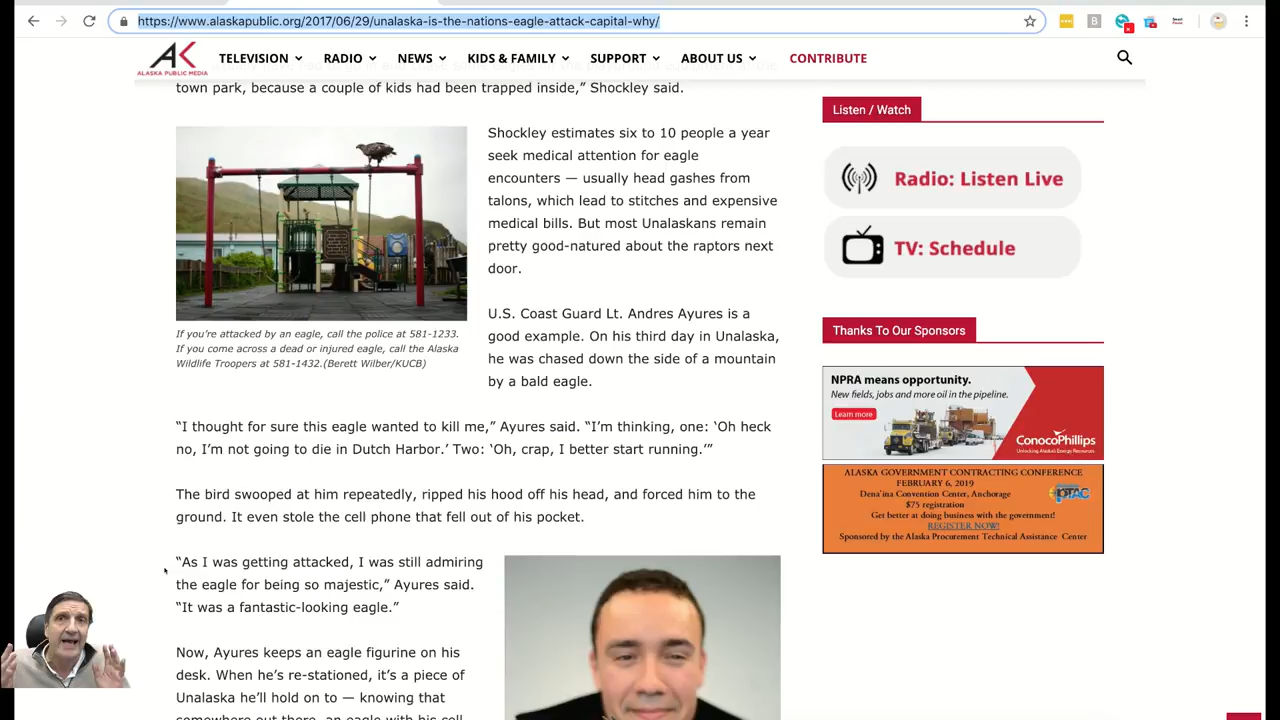 https://www.alaskapublic.org/2017/06/29/unalaska-is-the-nations-eagle-attack-capital-why/
ALASKA PUBLIC MEDIA
TELEVISION RADIO NEWS KIDS & FAMILY SUPPORT ABOUT US CONTRIBUTE
town park, because a couple of kids had been trapped inside,” Shockley said.
Shockley estimates six to 10 people a year
seek medical attention for eagle
encounters — usually head gashes from
talons, which lead to stitches and expensive
medical bills. But most Unalaskans remain
pretty good-natured about the raptors next
door.
If you're attacked by an eagle, call the police at 581-1233.
If you come across a dead or injured eagle, call the Alaska
Wildlife Troopers at 581-1432.(Berett Wilber/KUCB)
U.S. Coast Guard Lt. Andres Ayures is a
good example. On his third day in Unalaska,
he was chased down the side of a mountain
by a bald eagle.
“I thought for sure this eagle wanted to kill me,” Ayures said. “I’m thinking, one: ‘Oh heck
no, I’m not going to die in Dutch Harbor.’ Two: ‘Oh, crap, I better start running.’”
The bird swooped at him repeatedly, ripped his hood off his head, and forced him to the
ground. It even stole the cell phone that fell out of his pocket.
“As I was getting attacked, I was still admiring
the eagle for being so majestic,” Ayures said.
“It was a fantastic-looking eagle.”
Now, Ayures keeps an eagle figurine on his
desk. When he’s re-stationed, it’s a piece of
Unalaska he’ll hold on to — knowing that
somewhere out there, an eagle with his cell
Listen / Watch
Radio: Listen Live
TV: Schedule
Thanks To Our Sponsors
NPRA means opportunity.
New fields, jobs and more oil in the pipeline.
Learn more
ConocoPhillips
Unlocking Alaska's Energy Resources
ALASKA GOVERNMENT CONTRACTING CONFERENCE
FEBRUARY 6, 2019
Dena'ina Convention Center, Anchorage
$75 registration
PTAC
Get better at doing business with the government!
REGISTER NOW!
Sponsored by the Alaska Procurement Technical Assistance Center